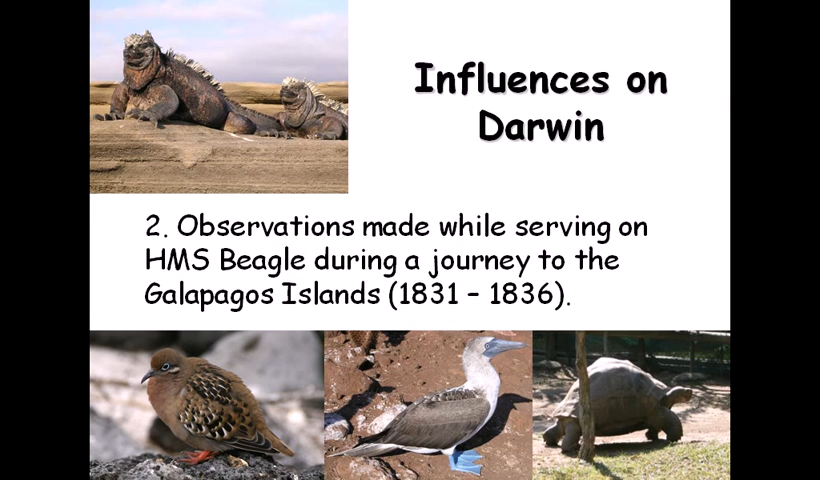 Influences on
Darwin
2. Observations made while serving on
HMS Beagle during a journey to the
Galapagos Islands (1831 – 1836).